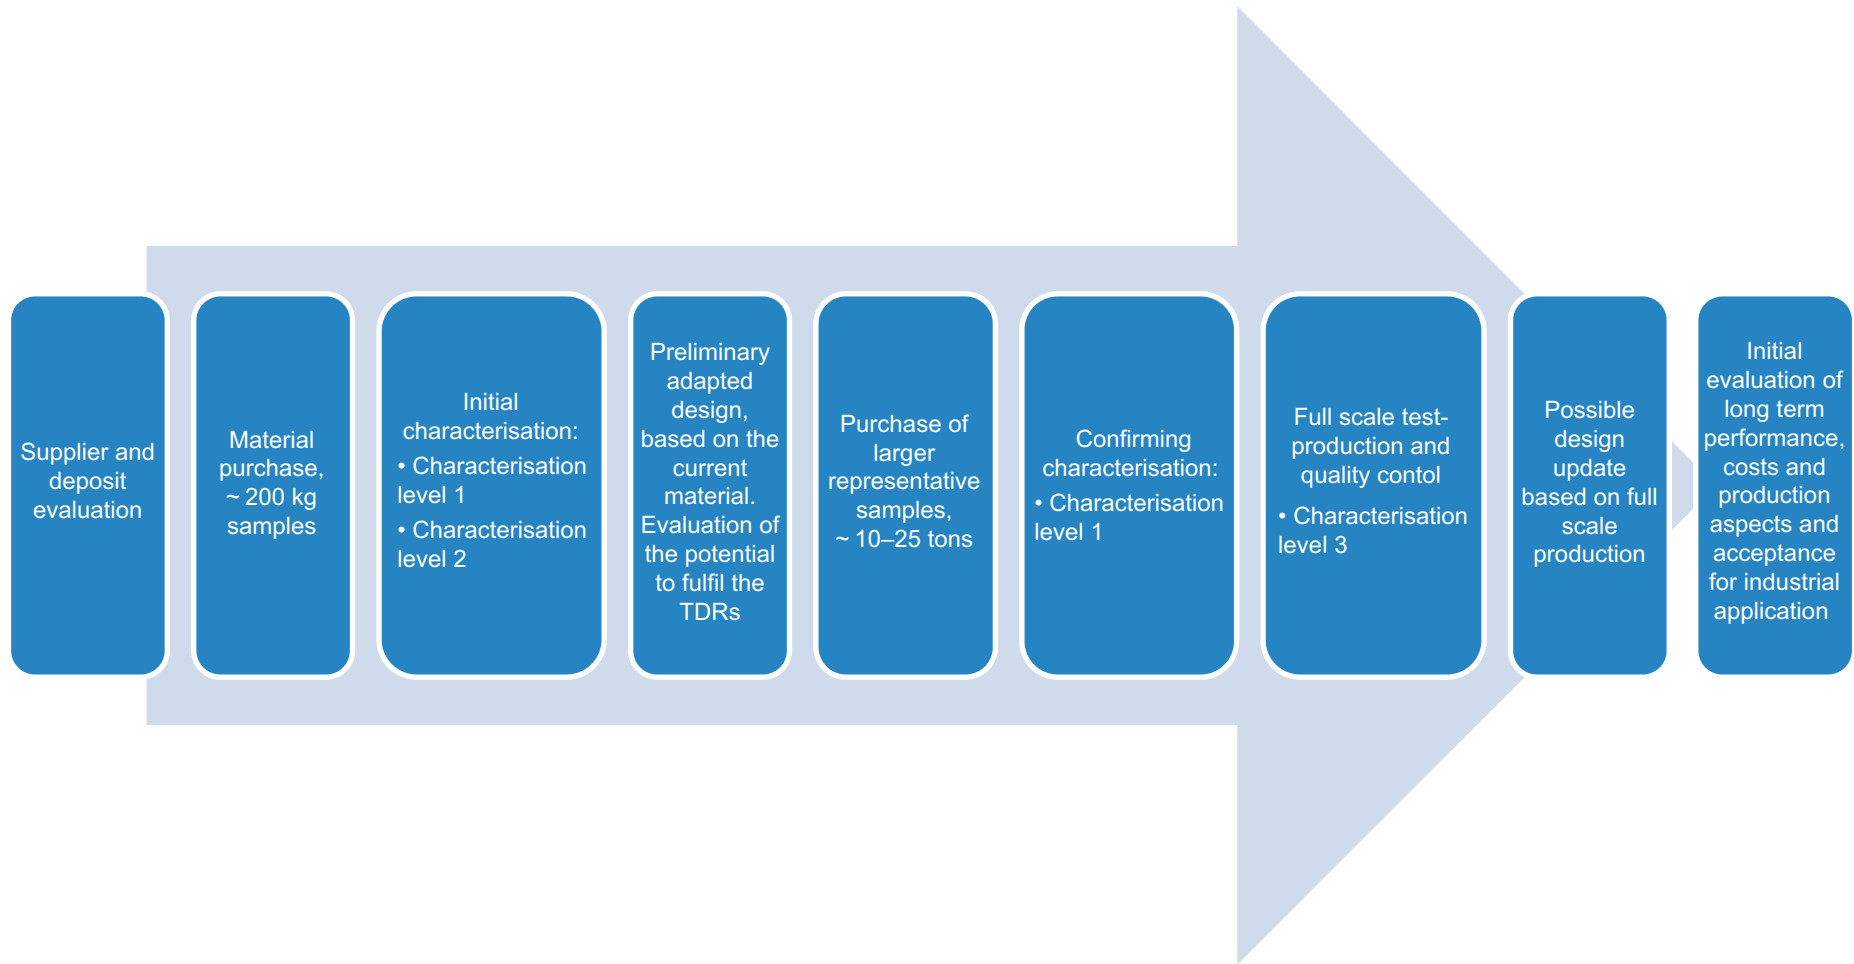 Supplier and
deposit
evaluation
Material
purchase,
~ 200 kg
samples
Initial
characterisation:
• Characterisation
level 1
• Characterisation
level 2
Preliminary
adapted
design,
based on the
current
material.
Evaluation of
the potential
to fulfil the
TDRs
Purchase of
larger
representative
samples,
~ 10–25 tons
Confirming
characterisation:
• Characterisation
level 1
Full scale test-
production and
quality contol
• Characterisation
level 3
Possible
design
update
based on full
scale
production
Initial
evaluation of
long term
performance,
costs and
production
aspects and
acceptance
for industrial
application